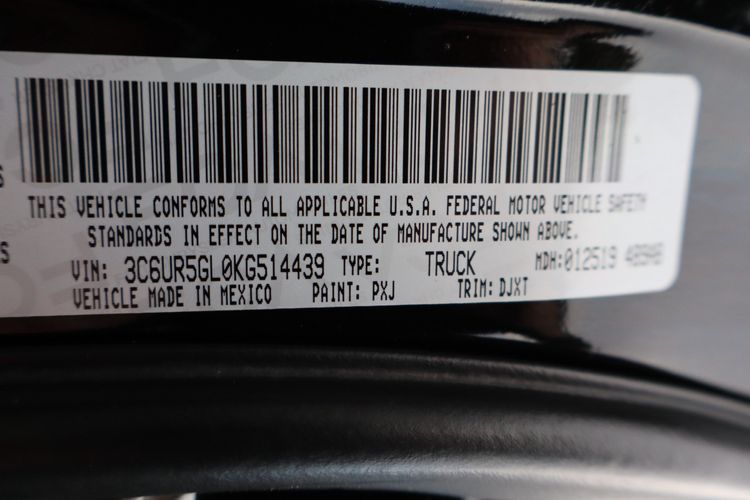 THIS VEHICLE CONFORMS TO ALL APPLICABLE U.S.A. FEDERAL MOTOR VEHICLE SAFETY
STANDARDS IN EFFECT ON THE DATE OF MANUFACTURE SHOWN ABOVE.
VIN: 3C6UR5GL0KG514439 TYPE: TRUCK MDH:012519
VEHICLE MADE IN MEXICO PAINT: PXJ TRIM: DJXT